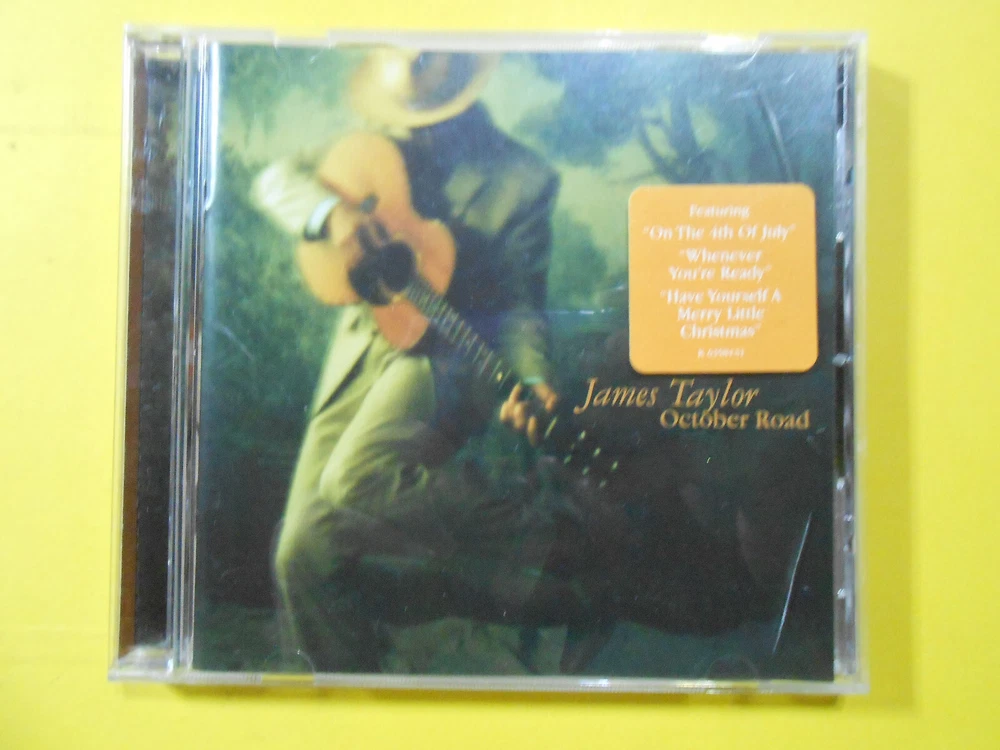 Featuring
"On The 4th Of July"
"Whenever
You're Ready"
"Have Yourself A
Merry Little
Christmas"
James Taylor
October Road